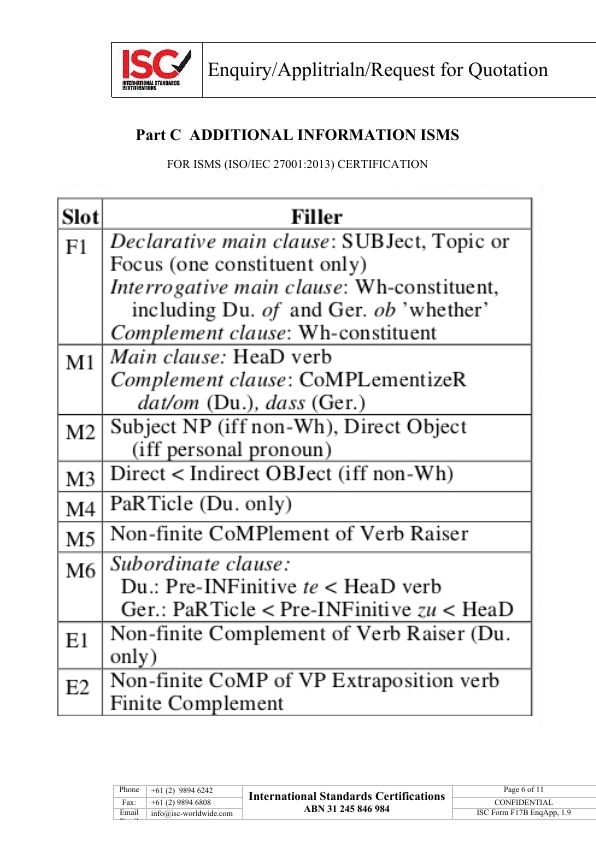 ISC
INTERNATIONAL STANDARDS
CERTIFICATIONS
Enquiry/Applitrialn/Request for Quotation
Part C ADDITIONAL INFORMATION ISMS
FOR ISMS (ISO/IEC 27001:2013) CERTIFICATION
Slot Filler
F1 Declarative main clause: SUBJect, Topic or
Focus (one constituent only)
Interrogative main clause: Wh-constituent,
including Du. of and Ger. ob ’whether’
Complement clause: Wh-constituent
M1 Main clause: HeaD verb
Complement clause: CoMPLementizeR
dat/om (Du.), dass (Ger.)
M2 Subject NP (iff non-Wh), Direct Object
(iff personal pronoun)
M3 Direct < Indirect OBJect (iff non-Wh)
M4 PaRTicle (Du. only)
M5 Non-finite CoMPlement of Verb Raiser
M6 Subordinate clause:
Du.: Pre-INFinitive te < HeaD verb
Ger.: PaRTicle < Pre-INFinitive zu < HeaD
E1 Non-finite Complement of Verb Raiser (Du.
only)
E2 Non-finite CoMP of VP Extraposition verb
Finite Complement
Phone +61 (2) 9894 6242
Fax: +61 (2) 9894 6808
Email info@isc-worldwide.com
International Standards Certifications
ABN 31 245 846 984
Page 6 of 11
CONFIDENTIAL
ISC Form F17B EnqApp, 1.9